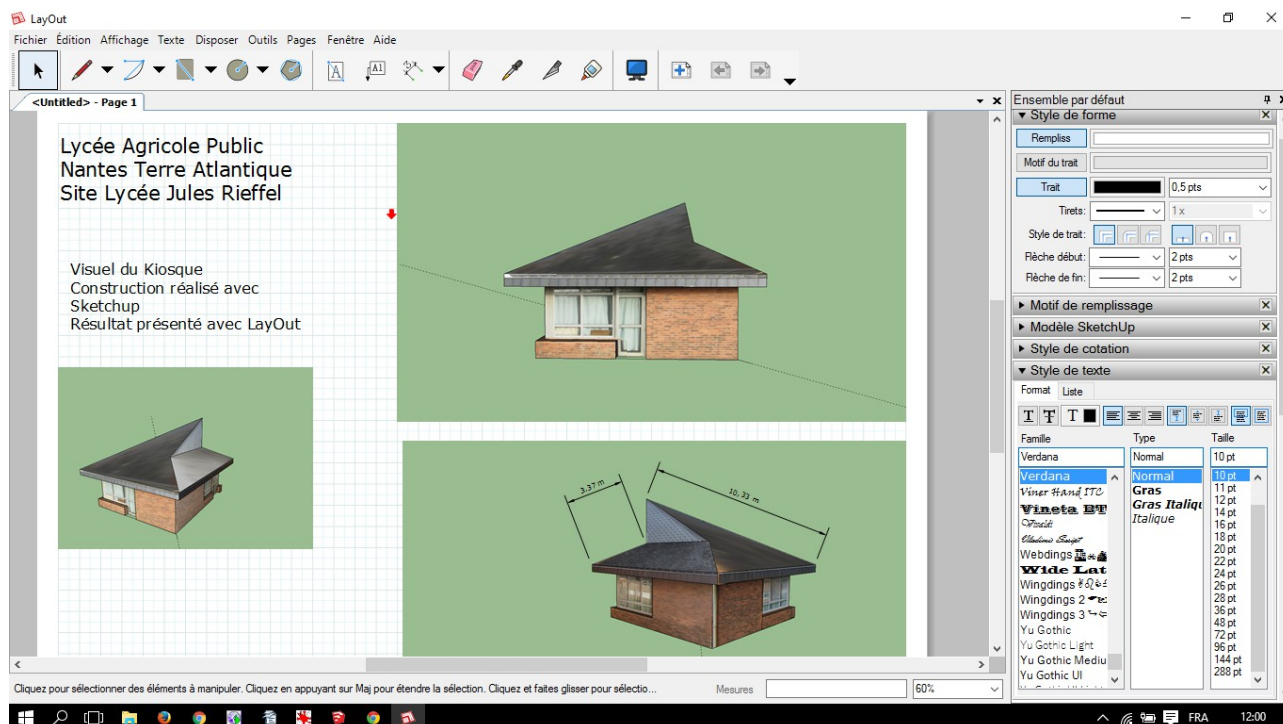 LayOut
Fichier Édition Affichage Texte Disposer Outils Pages Fenêtre Aide
A
A1
<Untitled> - Page 1
Lycée Agricole Public
Nantes Terre Atlantique
Site Lycée Jules Rieffel
Visuel du Kiosque
Construction réalisé avec
Sketchup
Résultat présenté avec LayOut
3,37 m
10, 33 m
Ensemble par défaut
Style de forme
Rempliss
Motif du trait
Trait 0,5 pts
Tirets: 1 x
Style de trait:
Flèche début: 2 pts
Flèche de fin: 2 pts
Motif de remplissage
Modèle SketchUp
Style de cotation
Style de texte
Format Liste
T T T
Famille Type Taille
Verdana Normal 10 pt
Verdana Normal 10 pt
Viner Hand ITC Gras 11 pt
Vineta BT Gras Italiqu 12 pt
Vivaldi Italique 14 pt
Vladimir Script 16 pt
Webdings 18 pt
Wide Lat 20 pt
Wingdings 22 pt
Wingdings 2 24 pt
Wingdings 3 26 pt
Yu Gothic 28 pt
Yu Gothic Light 36 pt
Yu Gothic Mediu 48 pt
Yu Gothic UI 72 pt
96 pt
144 pt
288 pt
Cliquez pour sélectionner des éléments à manipuler. Cliquez en appuyant sur Maj pour étendre la sélection. Cliquez et faites glisser pour sélectio...
Mesures
60%
FRA 12:00